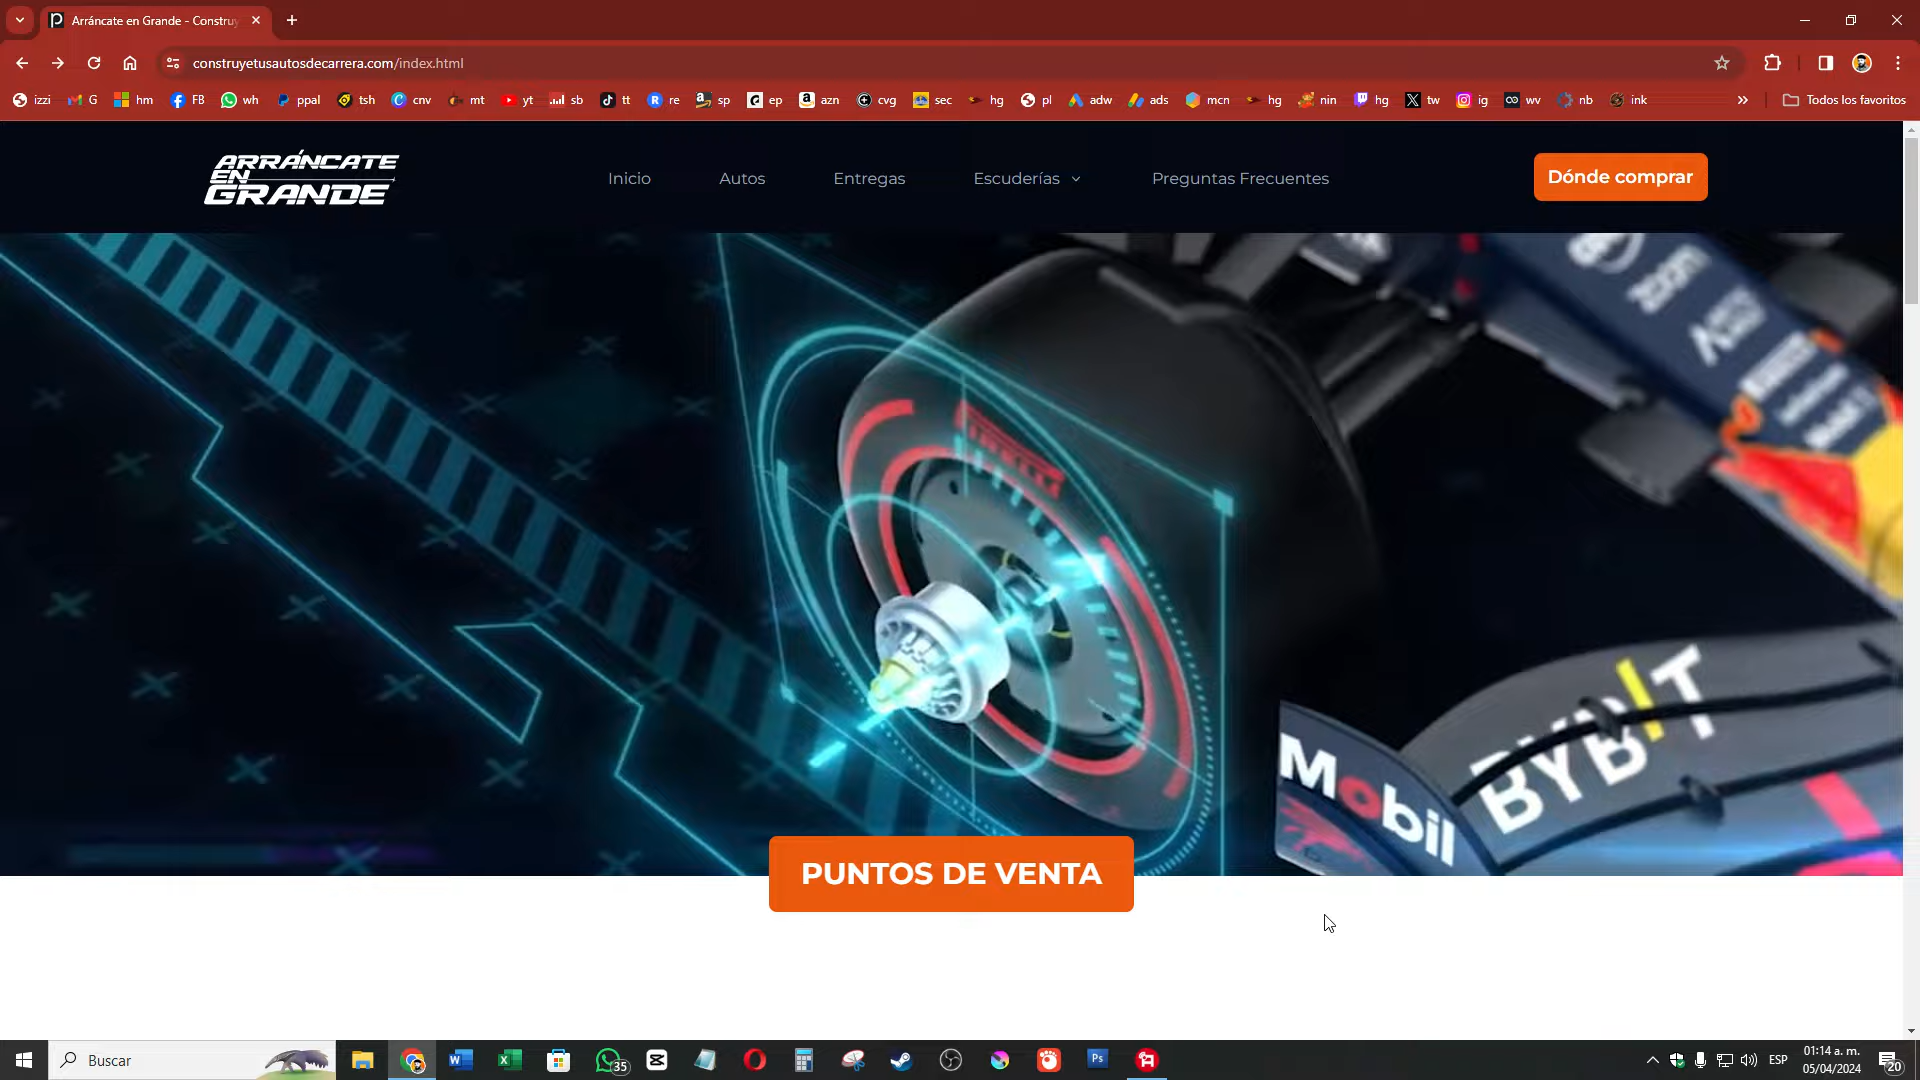 Arráncate en Grande - Construy
construyetusautosdecarrera.com/index.html
izzi
G
hm
FB
wh
ppal
tsh
cnv
mt
yt
sb
tt
re
sp
ep
azn
cvg
sec
hg
pl
adw
ads
mcn
hg
nin
hg
tw
ig
wv
nb
ink
Todos los favoritos
ARRÁNCATE
EN
GRANDE
Inicio
Autos
Entregas
Escuderías
Preguntas Frecuentes
Dónde comprar
PIRELLI
Mobil
BYBIT
PUNTOS DE VENTA
Buscar
35
Ps
ESP
01:14 a. m.
05/04/2024
20